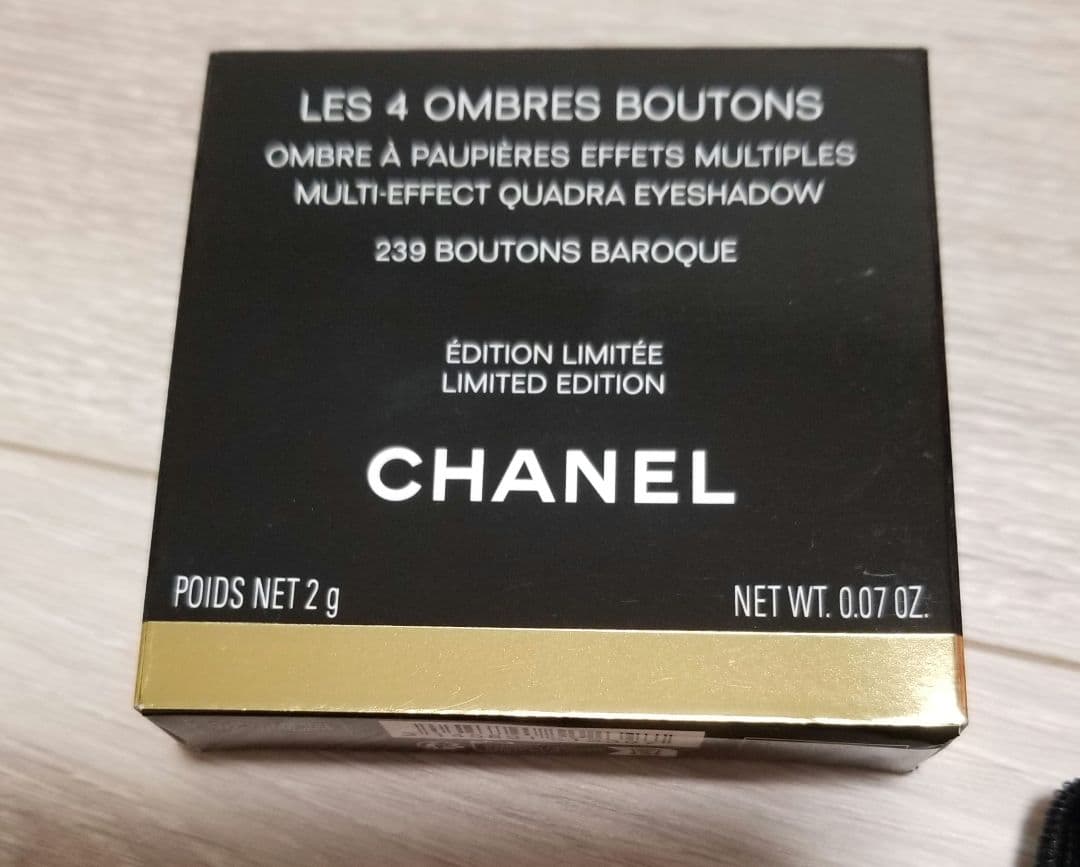 LES 4 OMBRES BOUTONS
OMBRE À PAUPIÈRES EFFETS MULTIPLES
MULTI-EFFECT QUADRA EYESHADOW
239 BOUTONS BAROQUE
ÉDITION LIMITÉE
LIMITED EDITION
CHANEL
POIDS NET 2 g
NET WT. 0.07 OZ.